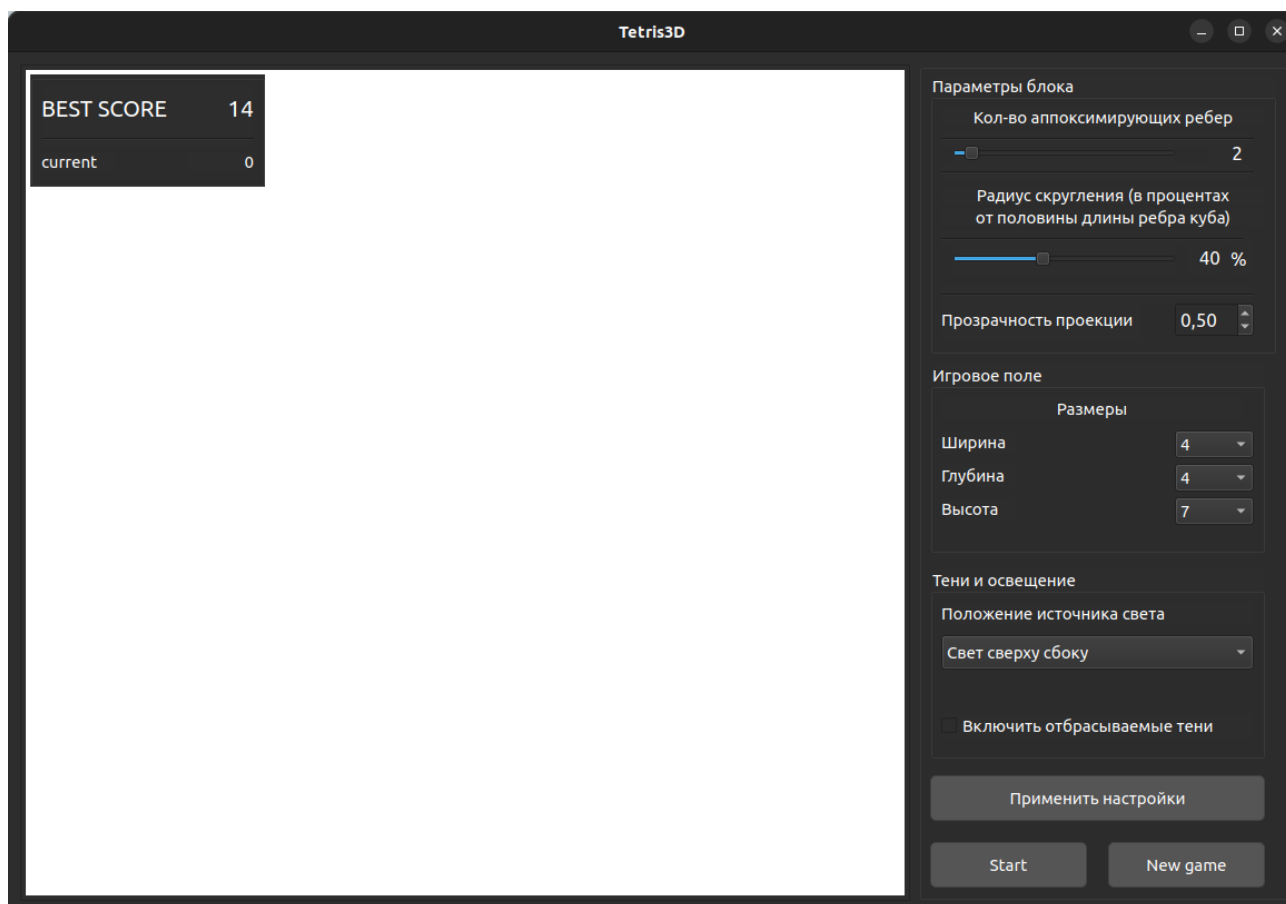 Tetris3D
BEST SCORE 14
current 0
Параметры блока
Кол-во аппоксимирующих ребер
2
Радиус скругления (в процентах
от половины длины ребра куба)
40 %
Прозрачность проекции 0,50
Игровое поле
Размеры
Ширина 4
Глубина 4
Высота 7
Тени и освещение
Положение источника света
Свет сверху сбоку
Включить отбрасываемые тени
Применить настройки
Start New game